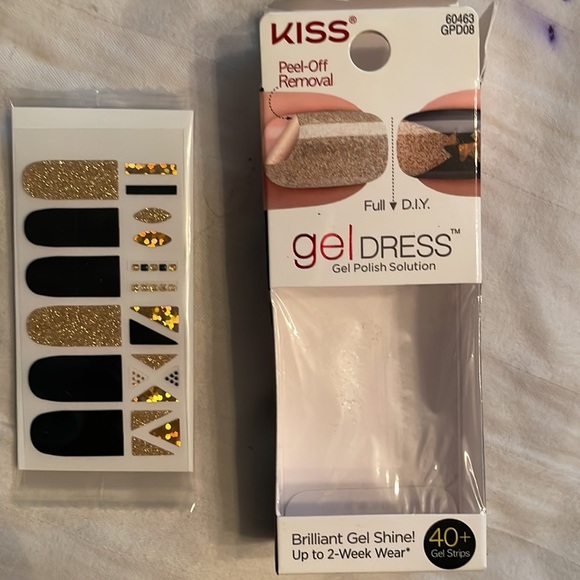 KISS®
60463
GPD08
Peel-Off
Removal
Full D.I.Y.
gel DRESS™
Gel Polish Solution
Brilliant Gel Shine!
Up to 2-Week Wear*
40+
Gel Strips